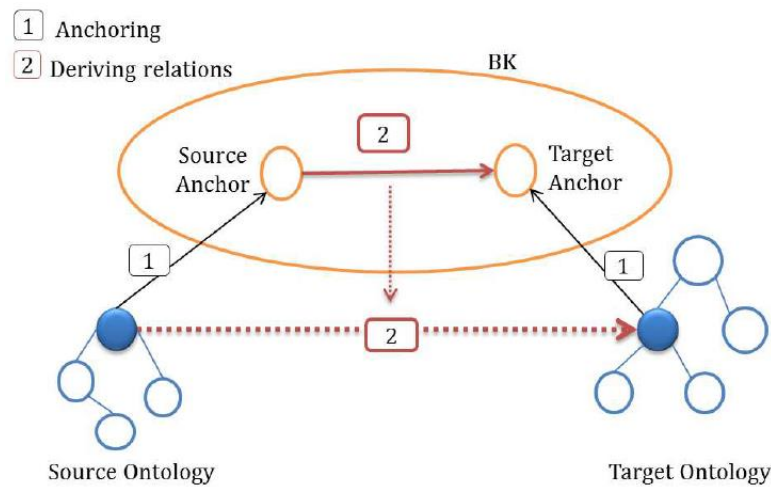 1 Anchoring
2 Deriving relations
BK
2
Source
Anchor
Target
Anchor
1
1
2
Source Ontology
Target Ontology